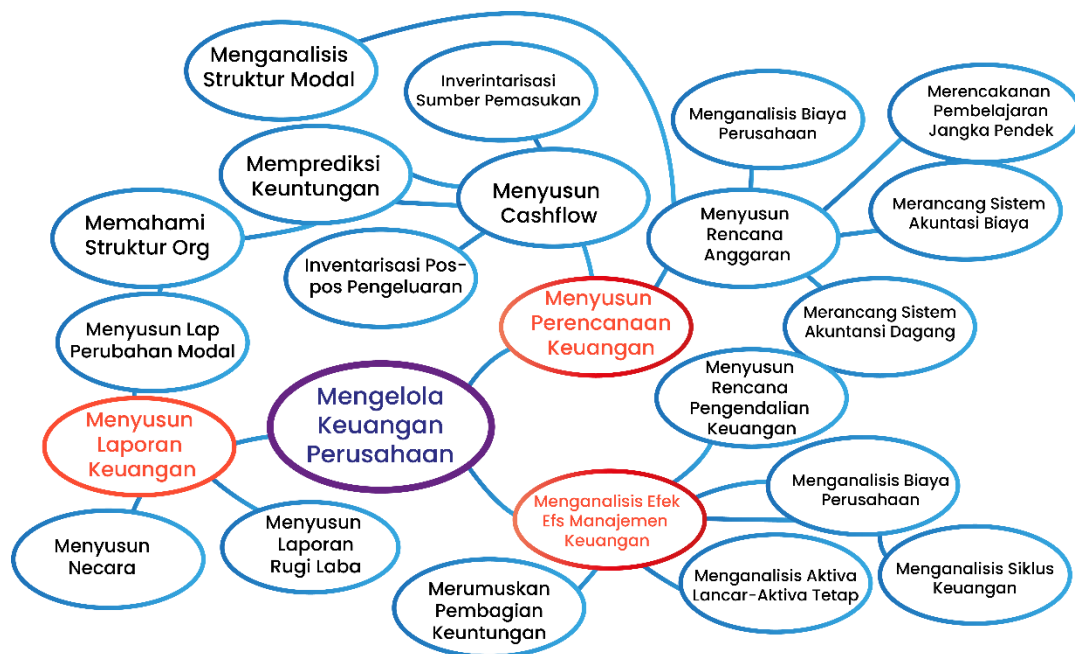 Menganalisis
Struktur Modal
Inverintarisasi
Sumber Pemasukan
Menganalisis Biaya
Perusahaan
Merencakanan
Pembelajaran
Jangka Pendek
Memprediksi
Keuntungan
Menyusun
Cashflow
Memahami
Struktur Org
Menyusun
Rencana
Anggaran
Merancang Sistem
Akuntasi Biaya
Inventarisasi Pos-
pos Pengeluaran
Menyusun
Perencanaan
Keuangan
Merancang Sistem
Akuntansi Dagang
Menyusun Lap
Perubahan Modal
Menyusun
Rencana
Pengendalian
Keuangan
Mengelola
Keuangan
Perusahaan
Menyusun
Laporan
Keuangan
Menganalisis Efek
Efs Manajemen
Keuangan
Menganalisis Biaya
Perusahaan
Menyusun
Necara
Menyusun
Laporan
Rugi Laba
Merumuskan
Pembagian
Keuntungan
Menganalisis Aktiva
Lancar-Aktiva Tetap
Menganalisis Siklus
Keuangan